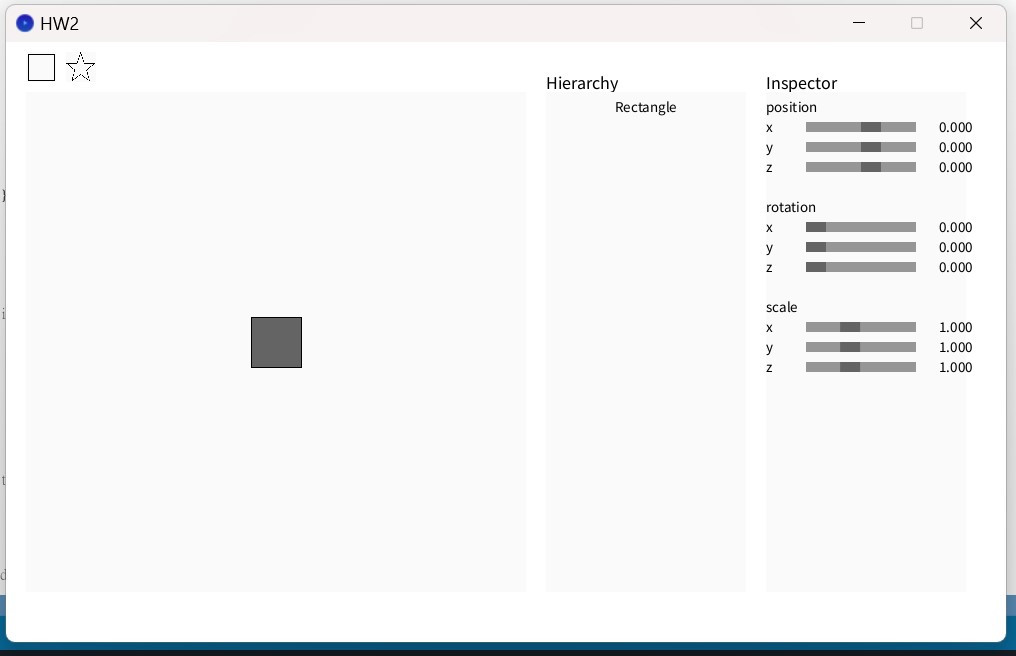 HW2
Hierarchy
Rectangle
Inspector
position
x 0.000
y 0.000
z 0.000
rotation
x 0.000
y 0.000
z 0.000
scale
x 1.000
y 1.000
z 1.000